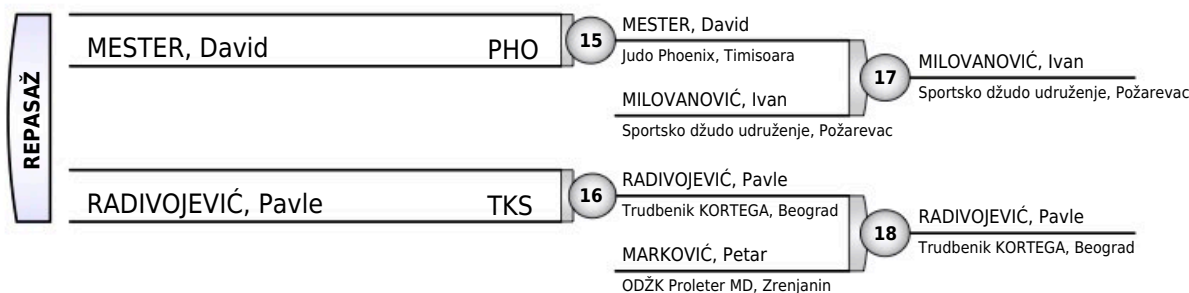 REPASAŽ
MESTER, David PHO
15
MESTER, David
Judo Phoenix, Timisoara
MILOVANOVIĆ, Ivan
Sportsko džudo udruženje, Požarevac
17
MILOVANOVIĆ, Ivan
Sportsko džudo udruženje, Požarevac
RADIVOJEVIĆ, Pavle TKS
16
RADIVOJEVIĆ, Pavle
Trudbenik KORTEGA, Beograd
MARKOVIĆ, Petar
ODŽK Proleter MD, Zrenjanin
18
RADIVOJEVIĆ, Pavle
Trudbenik KORTEGA, Beograd